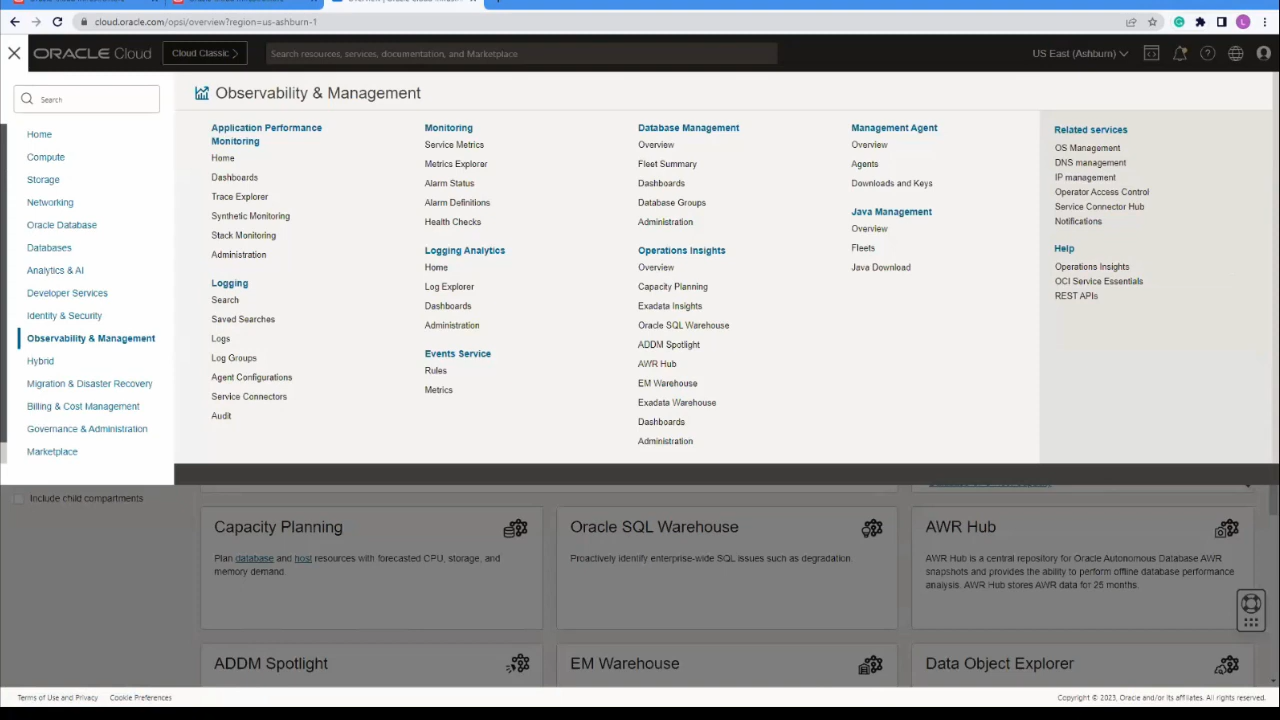 cloud.oracle.com/opsi/overview?region=us-ashburn-1
L
ORACLE Cloud
Cloud Classic >
Search resources, services, documentation, and Marketplace
US East (Ashburn)
Search
Home
Compute
Storage
Networking
Oracle Database
Databases
Analytics & AI
Developer Services
Identity & Security
Observability & Management
Hybrid
Migration & Disaster Recovery
Billing & Cost Management
Governance & Administration
Marketplace
Observability & Management
Application Performance
Monitoring
Home
Dashboards
Trace Explorer
Synthetic Monitoring
Stack Monitoring
Administration
Logging
Search
Saved Searches
Logs
Log Groups
Agent Configurations
Service Connectors
Audit
Monitoring
Service Metrics
Metrics Explorer
Alarm Status
Alarm Definitions
Health Checks
Logging Analytics
Home
Log Explorer
Dashboards
Administration
Events Service
Rules
Metrics
Database Management
Overview
Fleet Summary
Dashboards
Database Groups
Administration
Operations Insights
Overview
Capacity Planning
Exadata Insights
Oracle SQL Warehouse
ADDM Spotlight
AWR Hub
EM Warehouse
Exadata Warehouse
Dashboards
Administration
Management Agent
Overview
Agents
Downloads and Keys
Java Management
Overview
Fleets
Java Download
Related services
OS Management
DNS management
IP management
Operator Access Control
Service Connector Hub
Notifications
Help
Operations Insights
OCI Service Essentials
REST APIs
Include child compartments
Capacity Planning
Plan database and host resources with forecasted CPU, storage, and
memory demand.
Oracle SQL Warehouse
Proactively identify enterprise-wide SQL issues such as degradation.
AWR Hub
AWR Hub is a central repository for Oracle Autonomous Database AWR
snapshots and provides the ability to perform offline database performance
analysis. AWR Hub stores AWR data for 25 months.
ADDM Spotlight
EM Warehouse
Data Object Explorer
Terms of Use and Privacy
Cookie Preferences
Copyright © 2023, Oracle and/or its affiliates. All rights reserved.